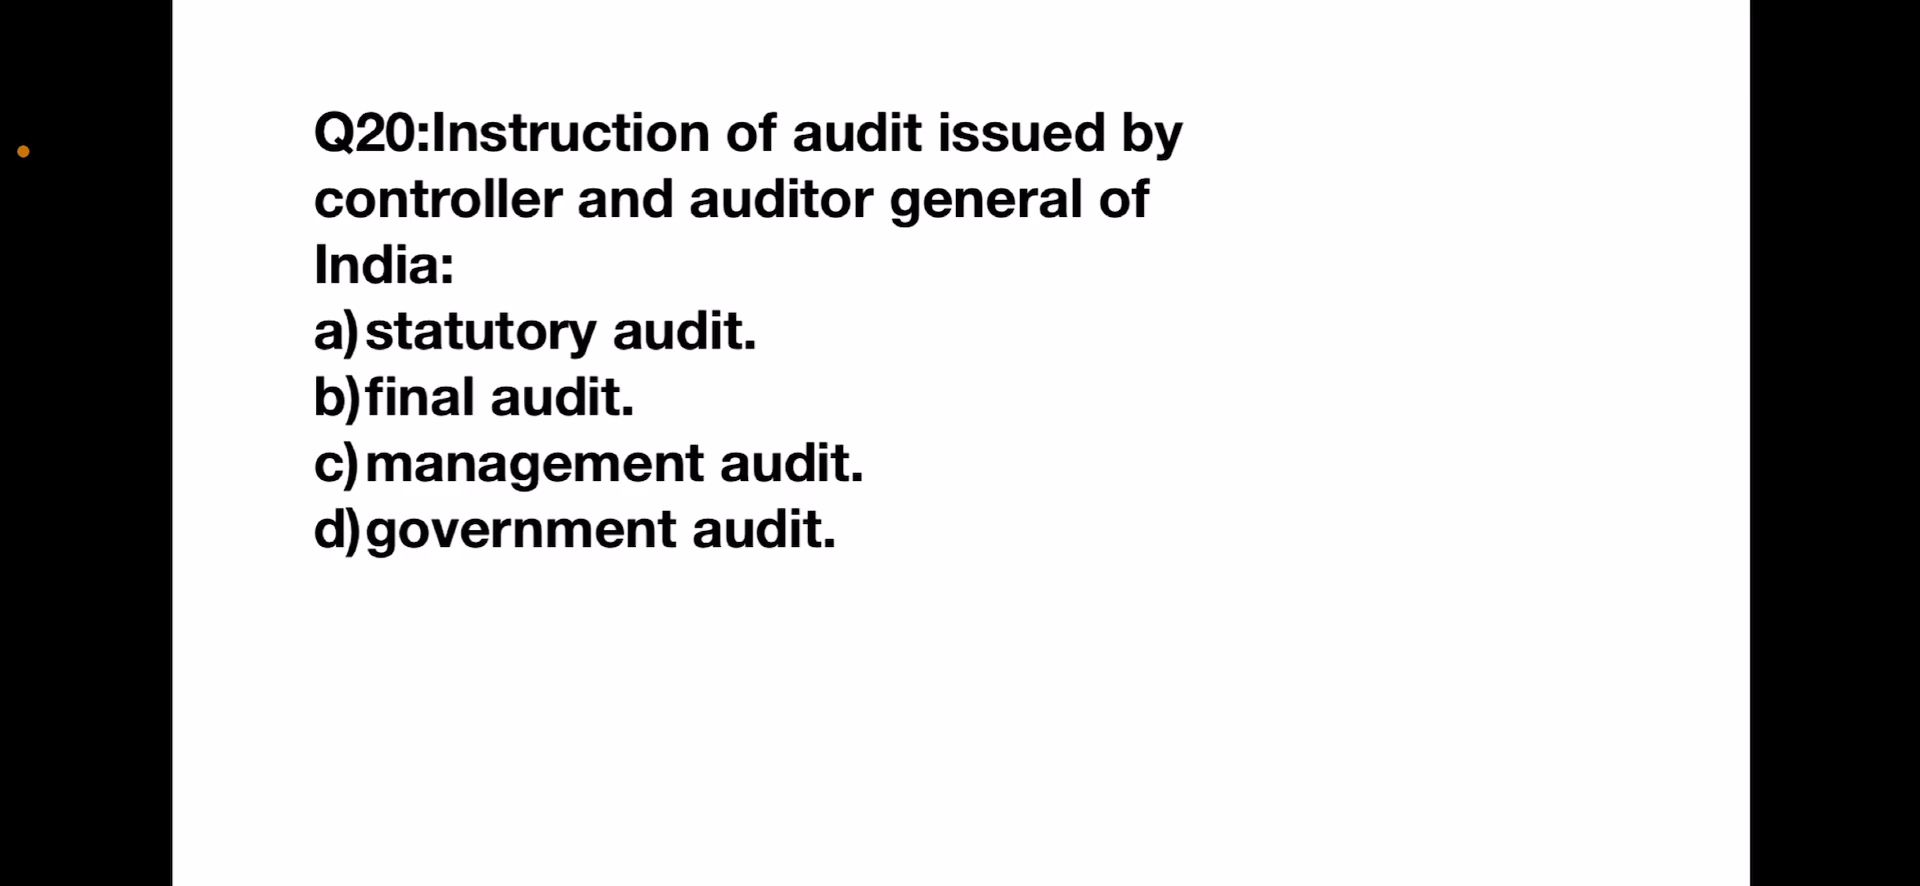 Q20:Instruction of audit issued by
controller and auditor general of
India:
a)statutory audit.
b)final audit.
c)management audit.
d)government audit.